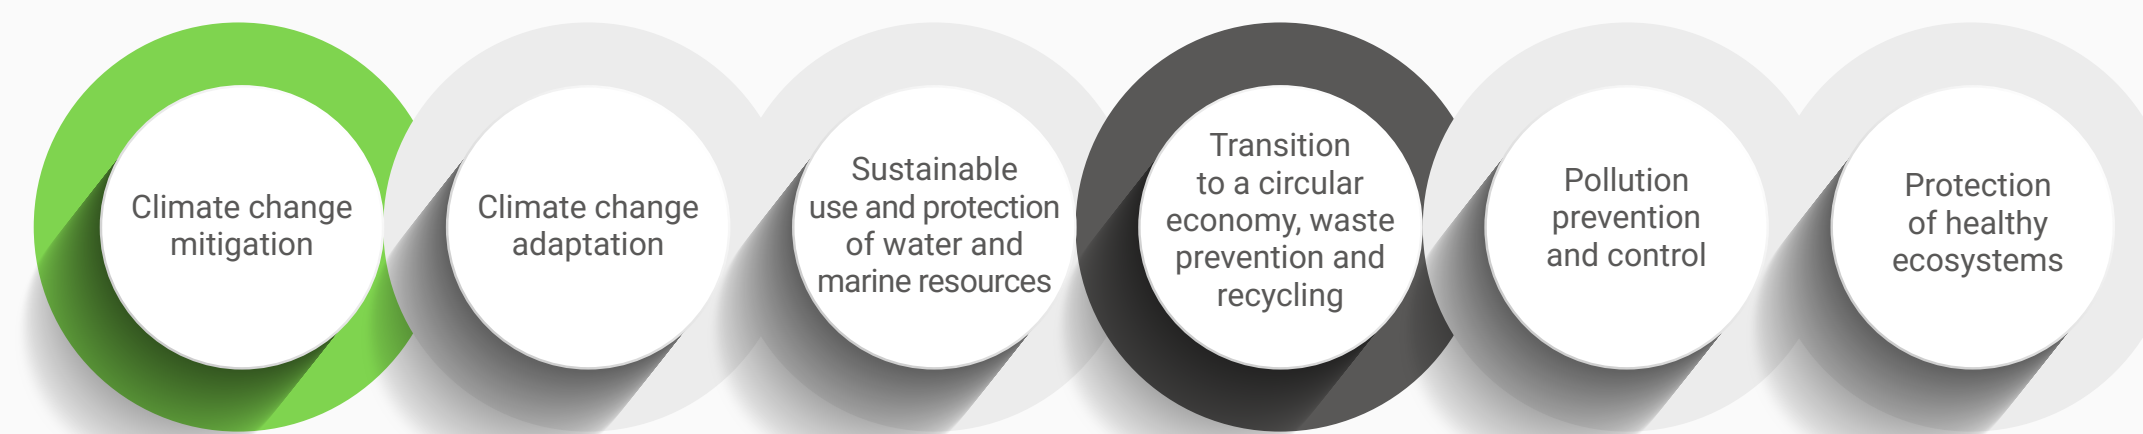 Climate change
mitigation
Climate change
adaptation
Sustainable
use and protection
of water and
marine resources
Transition
to a circular
economy, waste
prevention and
recycling
Pollution
prevention
and control
Protection
of healthy
ecosystems